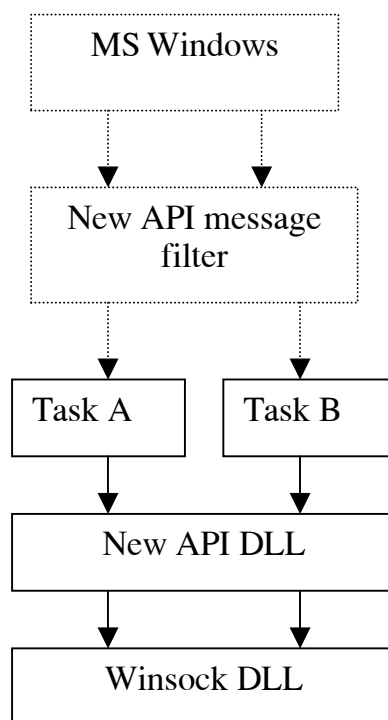 MS Windows
New API message
filter
Task A
Task B
New API DLL
Winsock DLL